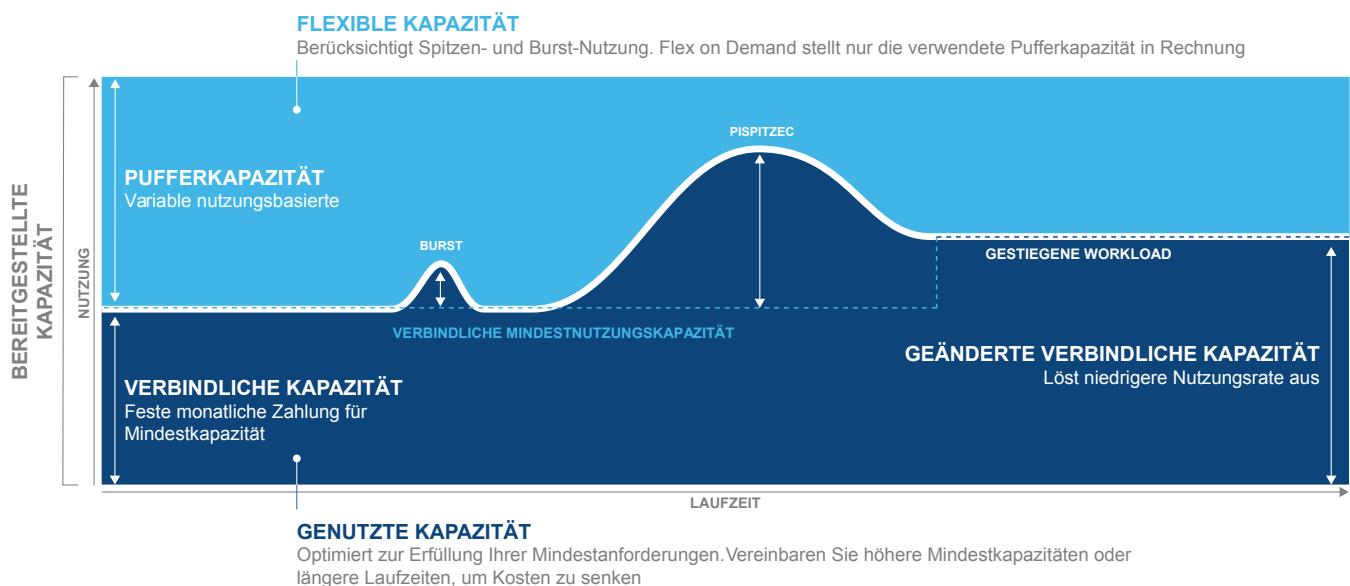 FLEXIBLE KAPAZITÄT
Berücksichtigt Spitzen- und Burst-Nutzung. Flex on Demand stellt nur die verwendete Pufferkapazität in Rechnung
BEREITGESTELLTE
KAPAZITÄT
NUTZUNG
PUFFERKAPAZITÄT
Variable nutzungsbasierte
BURST
PISPITZEC
GESTIEGENE WORKLOAD
VERBINDLICHE MINDESTNUTZUNGSKAPAZITÄT
VERBINDLICHE KAPAZITÄT
Feste monatliche Zahlung für
Mindestkapazität
GEÄNDERTE VERBINDLICHE KAPAZITÄT
Löst niedrigere Nutzungsrate aus
LAUFZEIT
GENUTZTE KAPAZITÄT
Optimiert zur Erfüllung Ihrer Mindestanforderungen.Vereinbaren Sie höhere Mindestkapazitäten oder
längere Laufzeiten, um Kosten zu senken